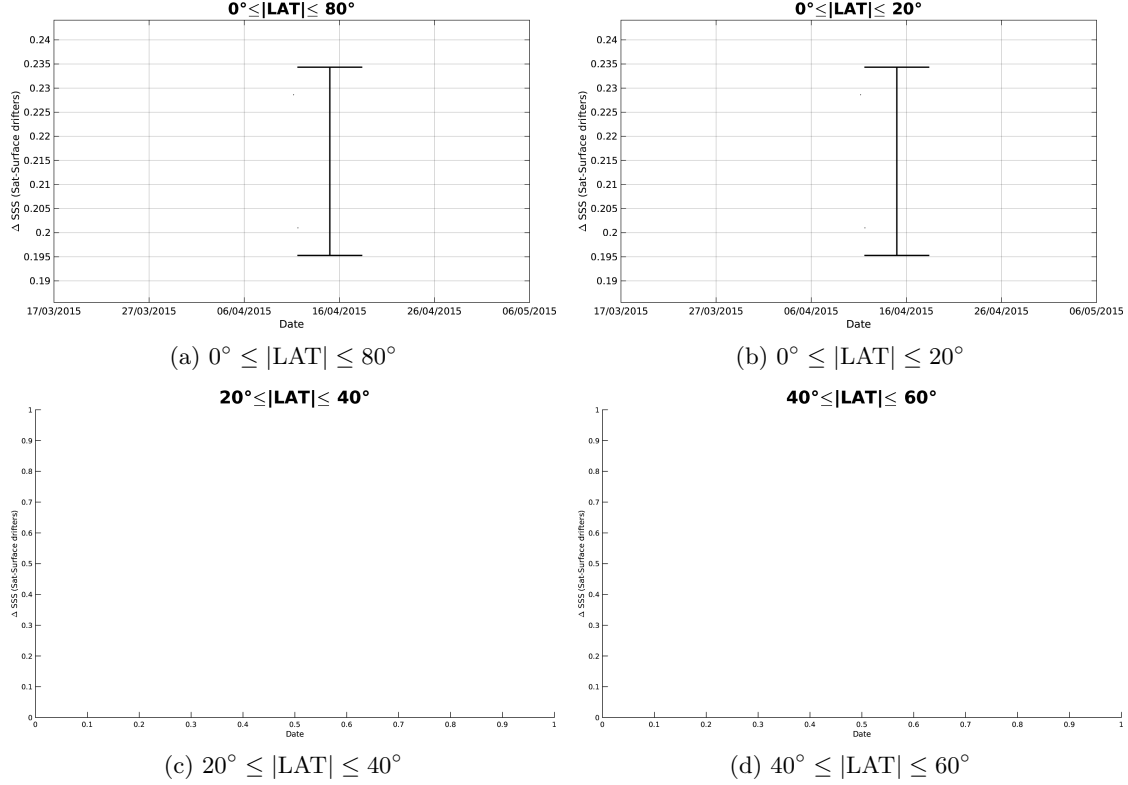 0°≤|LAT|≤ 80°
Δ SSS (Sat-Surface drifters)
0.24
0.235
0.23
0.225
0.22
0.215
0.21
0.205
0.2
0.195
0.19
17/03/2015 27/03/2015 06/04/2015 16/04/2015 26/04/2015 06/05/2015
Date
(a) 0° ≤ |LAT| ≤ 80°
0°≤|LAT|≤ 20°
Δ SSS (Sat-Surface drifters)
0.24
0.235
0.23
0.225
0.22
0.215
0.21
0.205
0.2
0.195
0.19
17/03/2015 27/03/2015 06/04/2015 16/04/2015 26/04/2015 06/05/2015
Date
(b) 0° ≤ |LAT| ≤ 20°
20°≤|LAT|≤ 40°
Δ SSS (Sat-Surface drifters)
1
0.9
0.8
0.7
0.6
0.5
0.4
0.3
0.2
0.1
0
0 0.1 0.2 0.3 0.4 0.5 0.6 0.7 0.8 0.9 1
Date
(c) 20° ≤ |LAT| ≤ 40°
40°≤|LAT|≤ 60°
Δ SSS (Sat-Surface drifters)
1
0.9
0.8
0.7
0.6
0.5
0.4
0.3
0.2
0.1
0
0 0.1 0.2 0.3 0.4 0.5 0.6 0.7 0.8 0.9 1
Date
(d) 40° ≤ |LAT| ≤ 60°